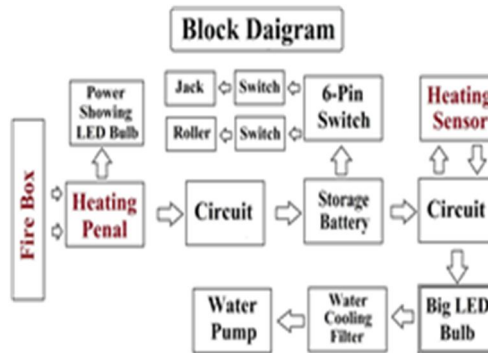 Block Daigram
Jack
Switch
6-Pin
Switch
Heating
Sensor
Power
Showing
LED Bulb
Roller
Switch
Fire Box
Heating
Penal
Circuit
Storage
Battery
Circuit
Water
Pump
Water
Cooling
Filter
Big LED
Bulb